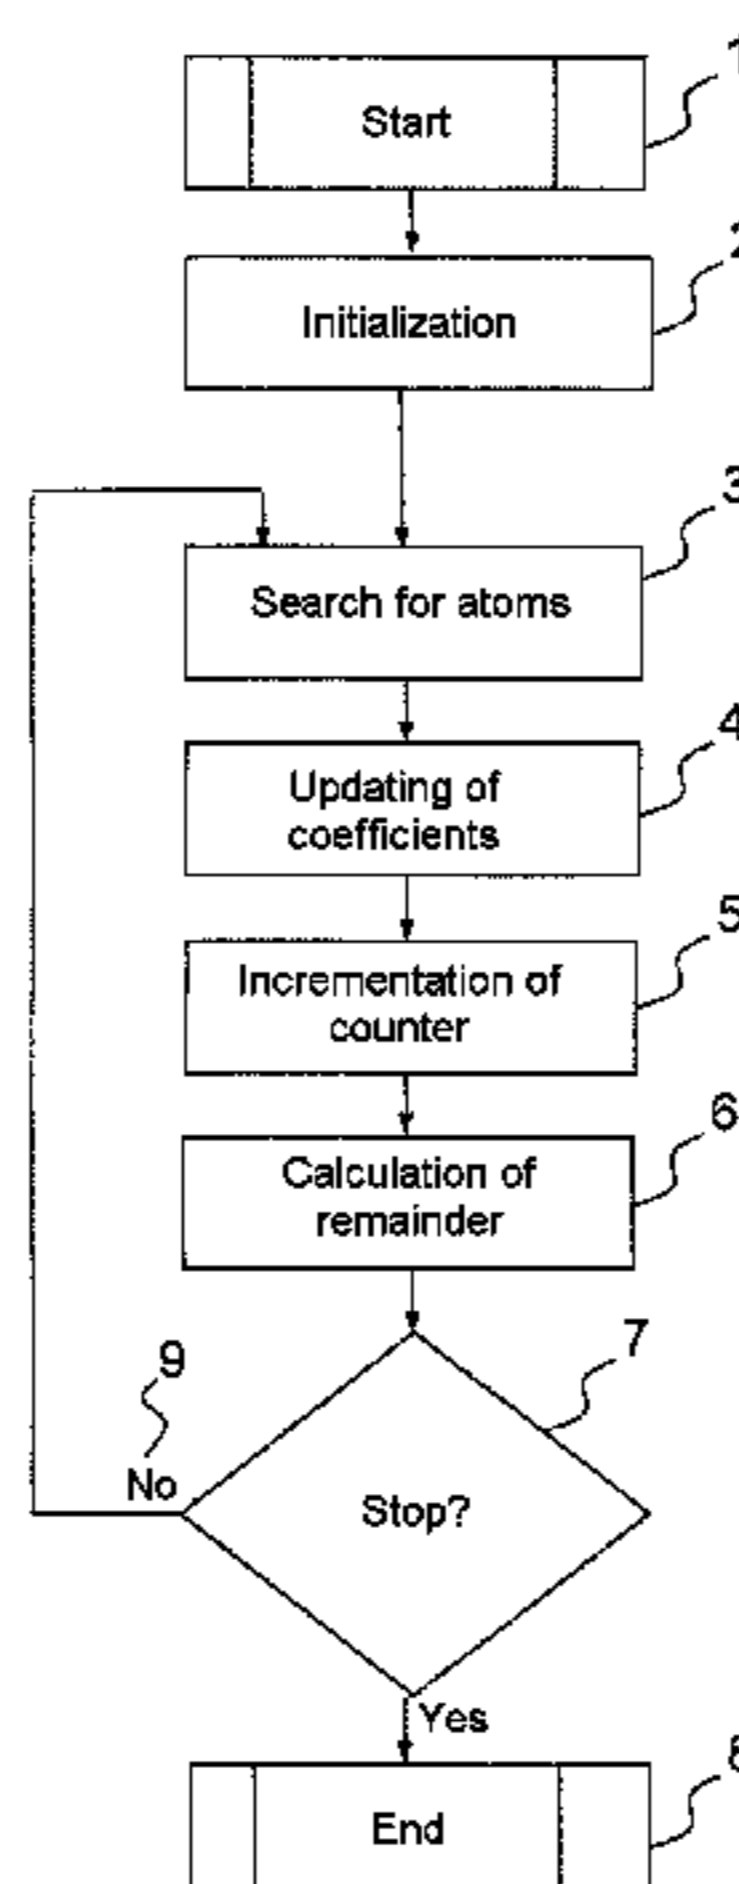 1
Start
2
Initialization
3
Search for atoms
4
Updating of
coefficients
5
Incrementation of
counter
6
Calculation of
remainder
7
9
No
Stop?
Yes
8
End